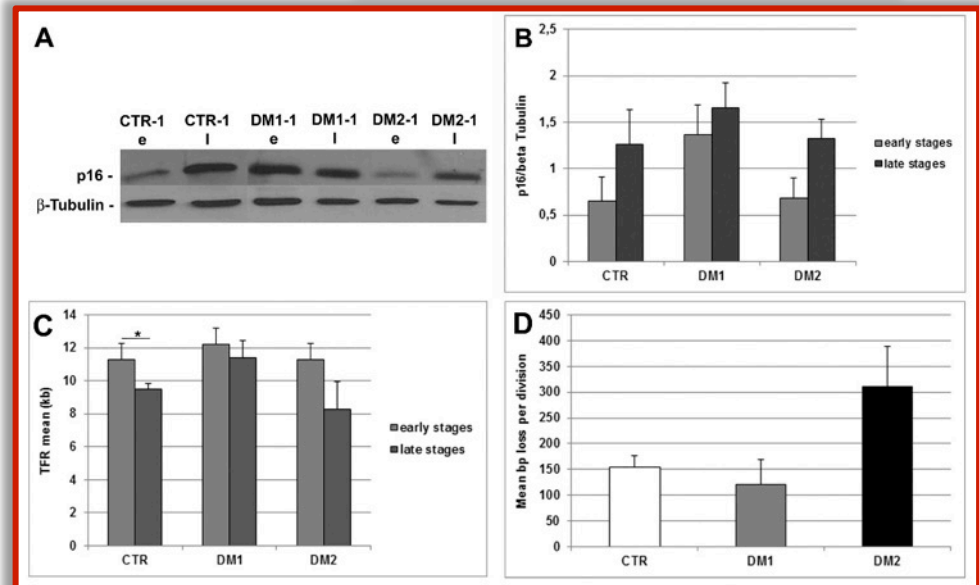 A
CTR-1 CTR-1 DM1-1 DM1-1 DM2-1 DM2-1
e l e l e l
p16 -
β-Tubulin -
B
p16/beta Tubulin
2,5
2
1,5
1
0,5
0
CTR DM1 DM2
early stages
late stages
C
TFR mean (kb)
14
12
10
8
6
4
2
0
*
CTR DM1 DM2
early stages
late stages
D
Mean bp loss per division
450
400
350
300
250
200
150
100
50
0
CTR DM1 DM2